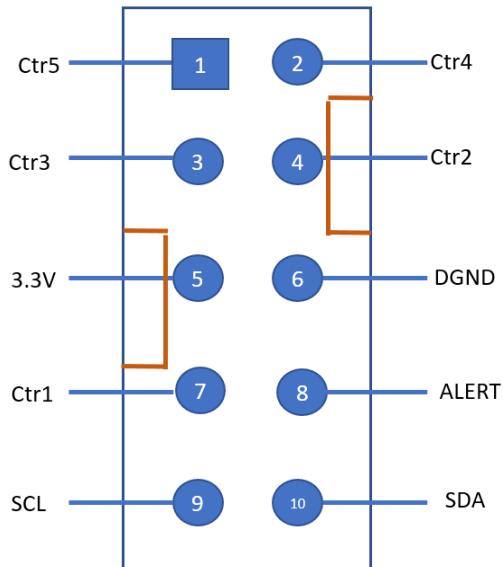 Ctr5 1 2 Ctr4
Ctr3 3 4 Ctr2
3.3V 5 6 DGND
Ctr1 7 8 ALERT
SCL 9 10 SDA